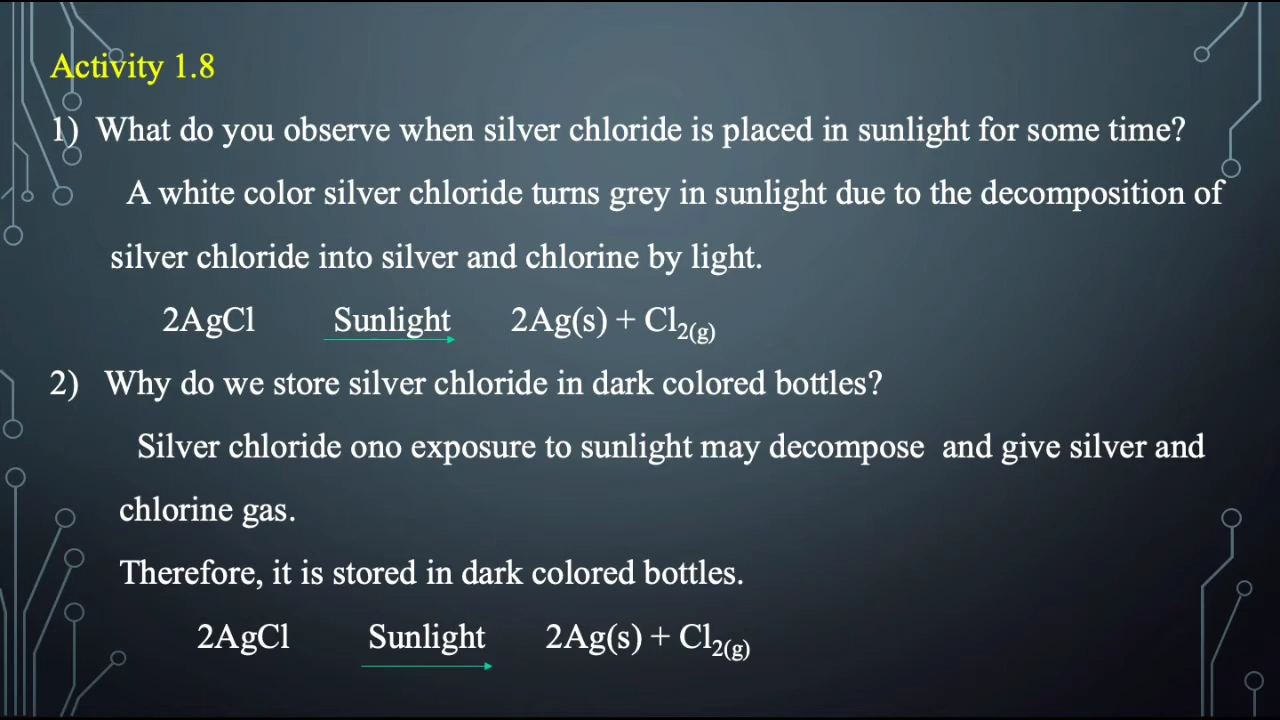 Activity 1.8
1) What do you observe when silver chloride is placed in sunlight for some time?
A white color silver chloride turns grey in sunlight due to the decomposition of
silver chloride into silver and chlorine by light.
2AgCl Sunlight 2Ag(s) + Cl₂₍g₎
2) Why do we store silver chloride in dark colored bottles?
Silver chloride ono exposure to sunlight may decompose and give silver and
chlorine gas.
Therefore, it is stored in dark colored bottles.
2AgCl Sunlight 2Ag(s) + Cl₂₍g₎